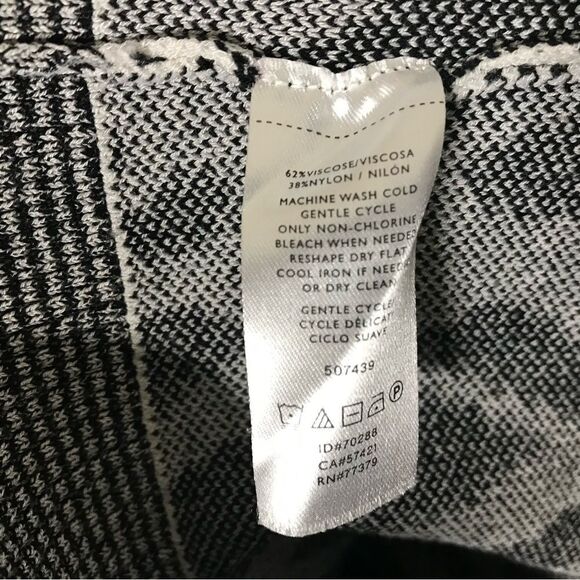 62%VISCOSE/VISCOSA
38%NYLON / NILÓN
MACHINE WASH COLD
GENTLE CYCLE
ONLY NON-CHLORINE
BLEACH WHEN NEEDED
RESHAPE DRY FLAT
COOL IRON IF NEEDED
OR DRY CLEAN
GENTLE CYCLE/
CYCLE DÉLICAT/
CICLO SUAVE
507439
P
ID#70288
CA#57421
RN#77379